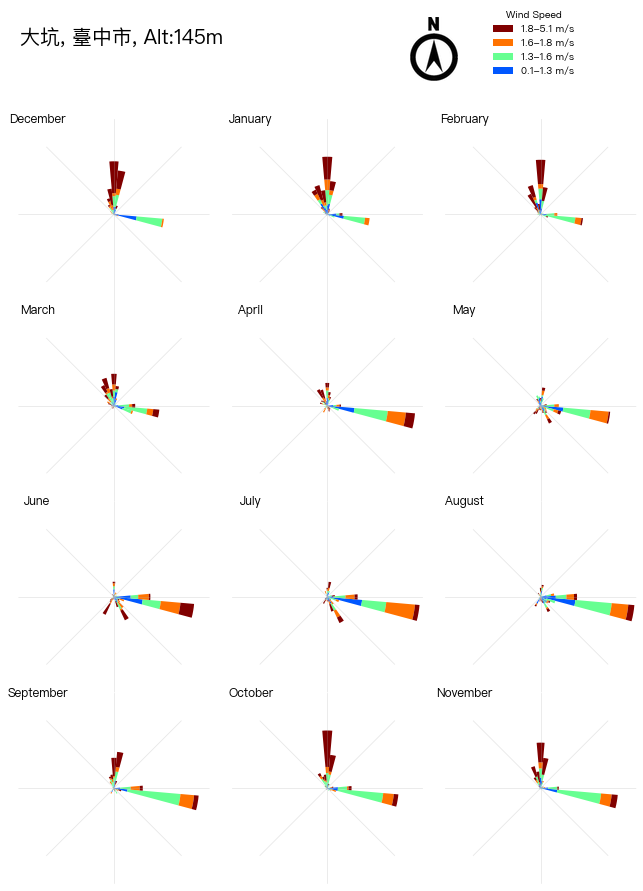 大坑, 臺中市, Alt:145m
N
Wind Speed
1.8–5.1 m/s
1.6–1.8 m/s
1.3–1.6 m/s
0.1–1.3 m/s
December
January
February
March
April
May
June
July
August
September
October
November